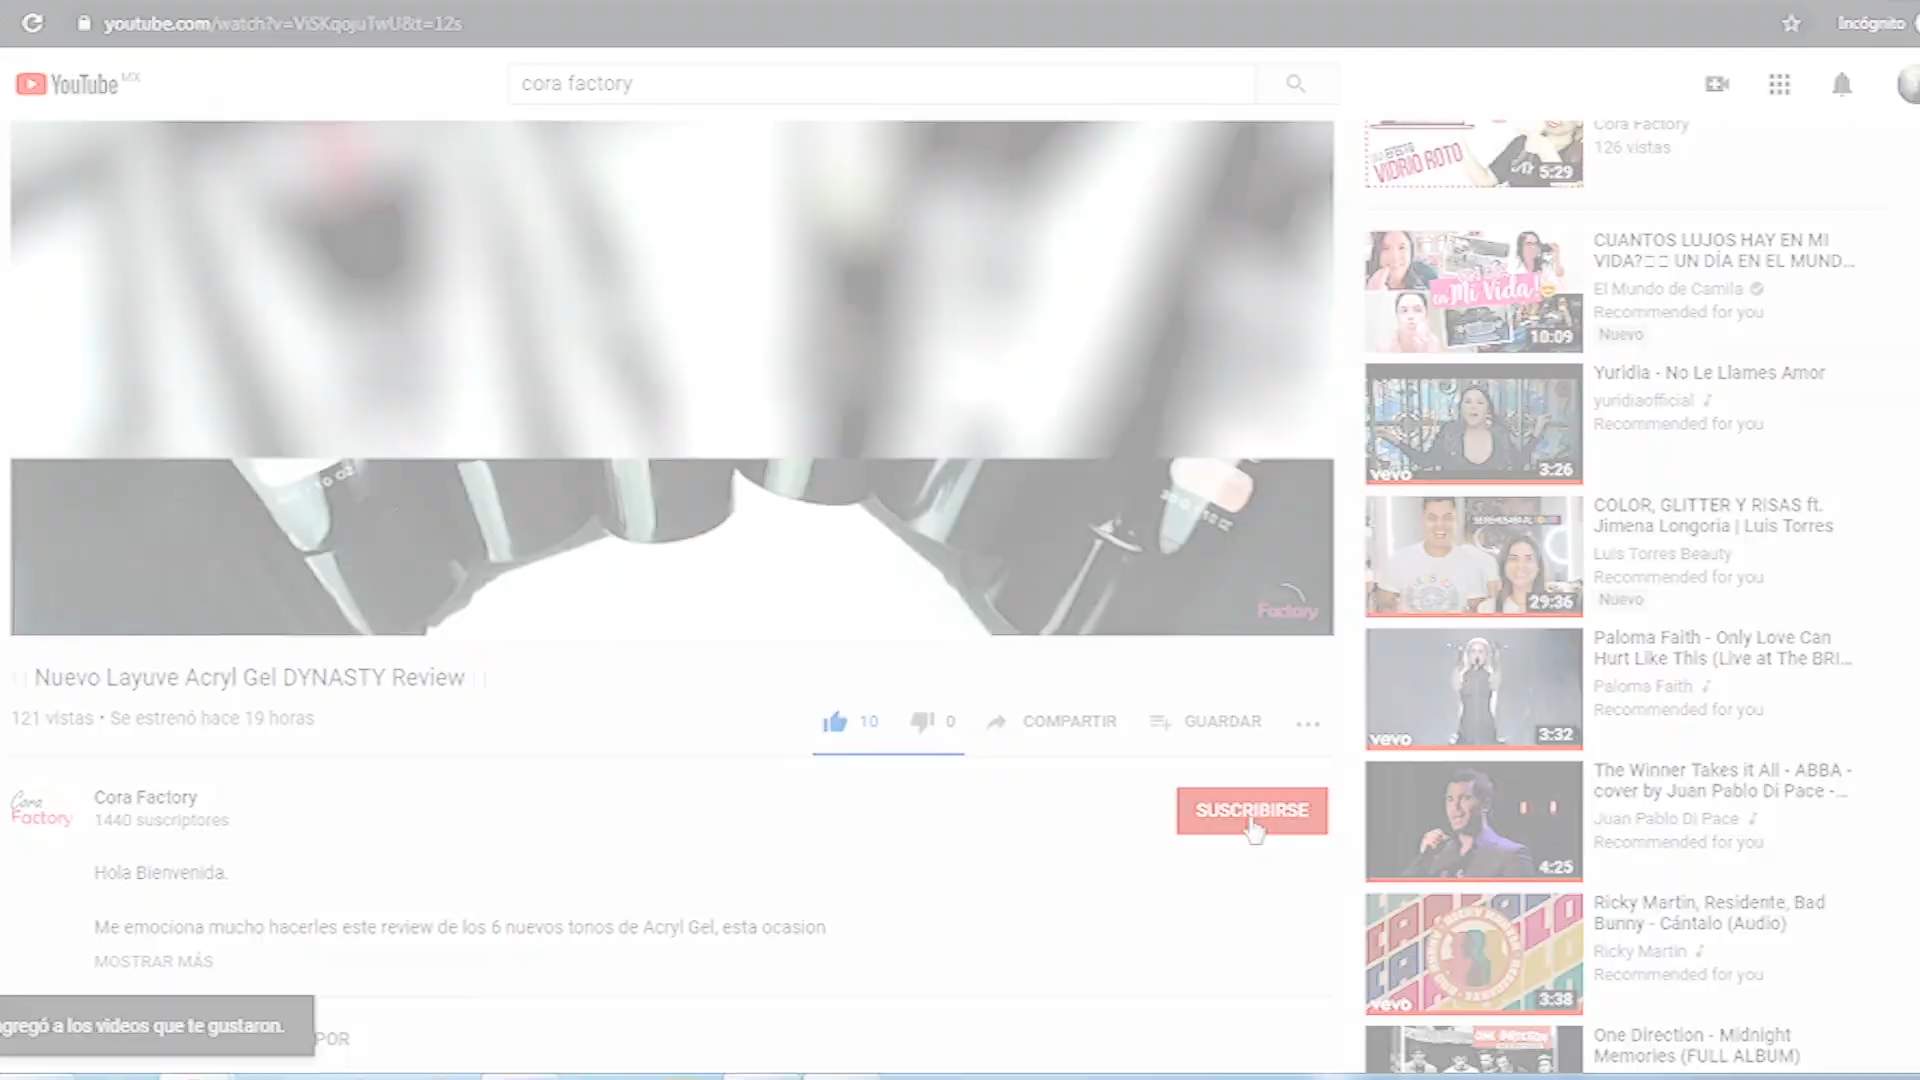 youtube.com/watch?v=ViSKqojuTwU&t=12s
Incógnito
YouTube MX
cora factory
Factory
Nuevo Layuve Acryl Gel DYNASTY Review
121 vistas • Se estrenó hace 19 horas
10
0
COMPARTIR
GUARDAR
Cora Factory
Cora Factory
1440 suscriptores
SUSCRIBIRSE
Hola Bienvenida.
Me emociona mucho hacerles este review de los 6 nuevos tonos de Acryl Gel, esta ocasion
MOSTRAR MÁS
agregó a los videos que te gustaron.
POR
Cora Factory
126 vistas
VIDRIO ROTO
5:29
CUANTOS LUJOS HAY EN MI
VIDA? UN DÍA EN EL MUND...
El Mundo de Camila
Recommended for you
Nuevo
en Mi Vida!
10:09
Yuridia - No Le Llames Amor
yuridiaofficial
Recommended for you
vevo
3:26
COLOR, GLITTER Y RISAS ft.
Jimena Longoria | Luis Torres
Luis Torres Beauty
Recommended for you
Nuevo
29:36
Paloma Faith - Only Love Can
Hurt Like This (Live at The BRI...
Paloma Faith
Recommended for you
vevo
3:32
The Winner Takes it All - ABBA -
cover by Juan Pablo Di Pace -...
Juan Pablo Di Pace
Recommended for you
4:25
Ricky Martin, Residente, Bad
Bunny - Cántalo (Audio)
Ricky Martin
Recommended for you
vevo
3:38
One Direction - Midnight
Memories (FULL ALBUM)
ONE DIRECTION